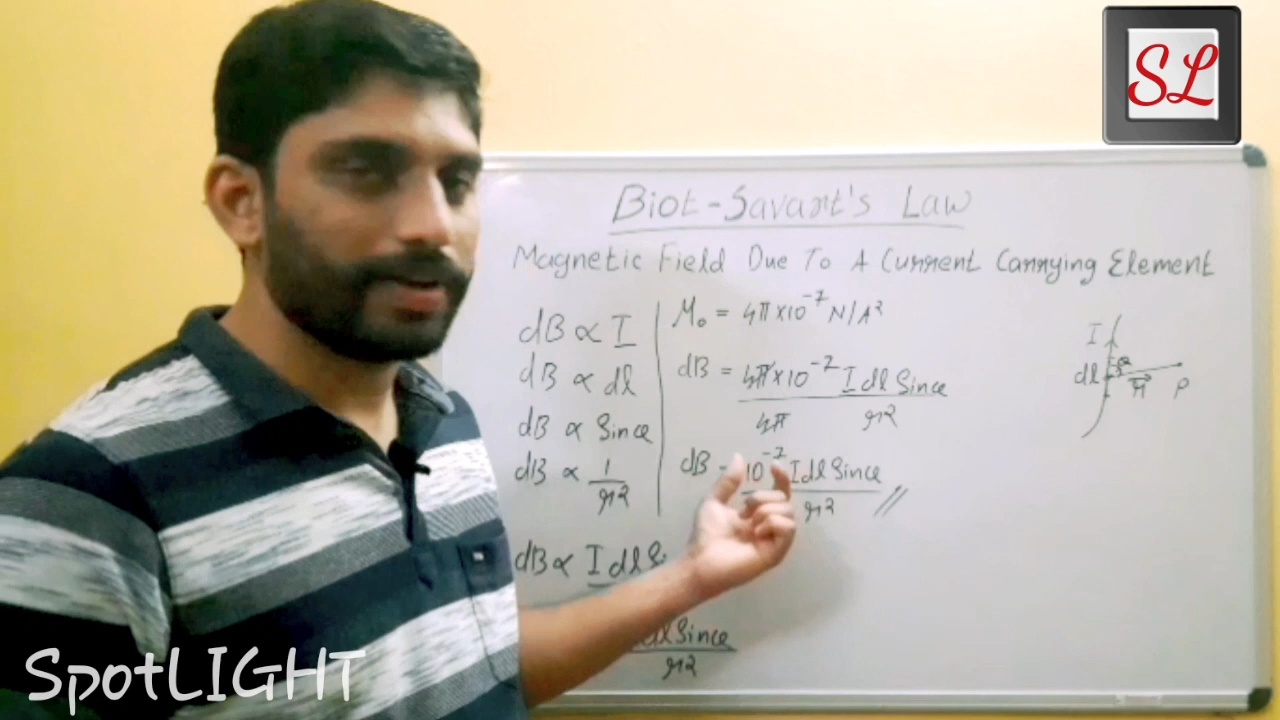 SL
Biot-Savart's Law
Magnetic Field Due To A Current Carrying Element
dB ∝ I
dB ∝ dl
dB ∝ Sinα
dB ∝ 1/r²
dB ∝ I dl S
dl Sinα
r²
μ₀ = 4π×10⁻⁷ N/A²
dB = 4π×10⁻⁷ I dl Sinα / 4π r²
dB = 10⁻⁷ I dl Sinα / r²
I
dl
r⃗
P
SpotLIGHT